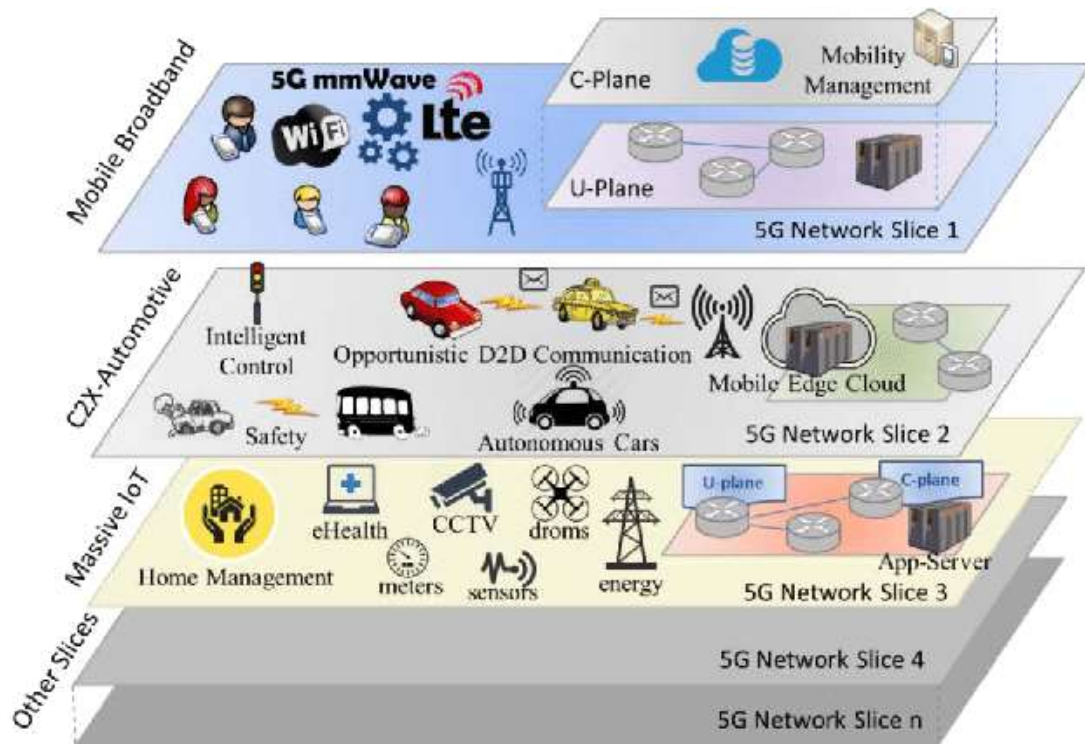 Mobile Broadband
5G mmWave
WiFi
Lte
C-Plane
Mobility
Management
U-Plane
5G Network Slice 1
C2X-Automotive
Intelligent
Control
Opportunistic D2D Communication
Mobile Edge Cloud
Safety
Autonomous Cars
5G Network Slice 2
Massive IoT
Home Management
eHealth
CCTV
droms
meters
sensors
energy
U-plane
C-plane
App-Server
5G Network Slice 3
Other Slices
5G Network Slice 4
5G Network Slice n